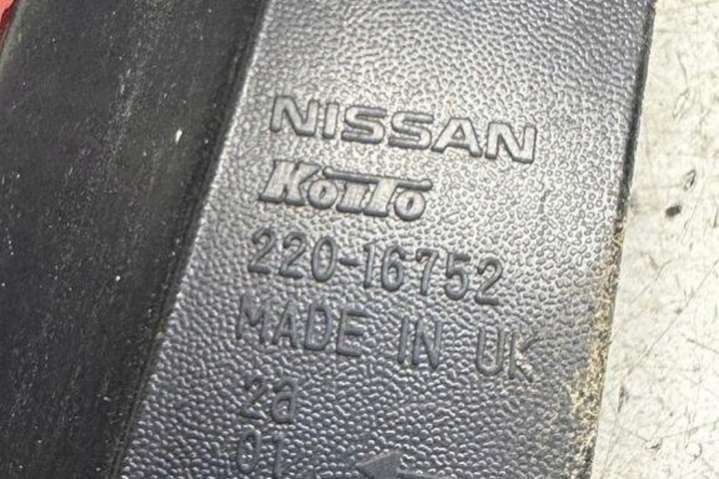 NISSAN
KOITO
220-16752
MADE IN UK
2a
01